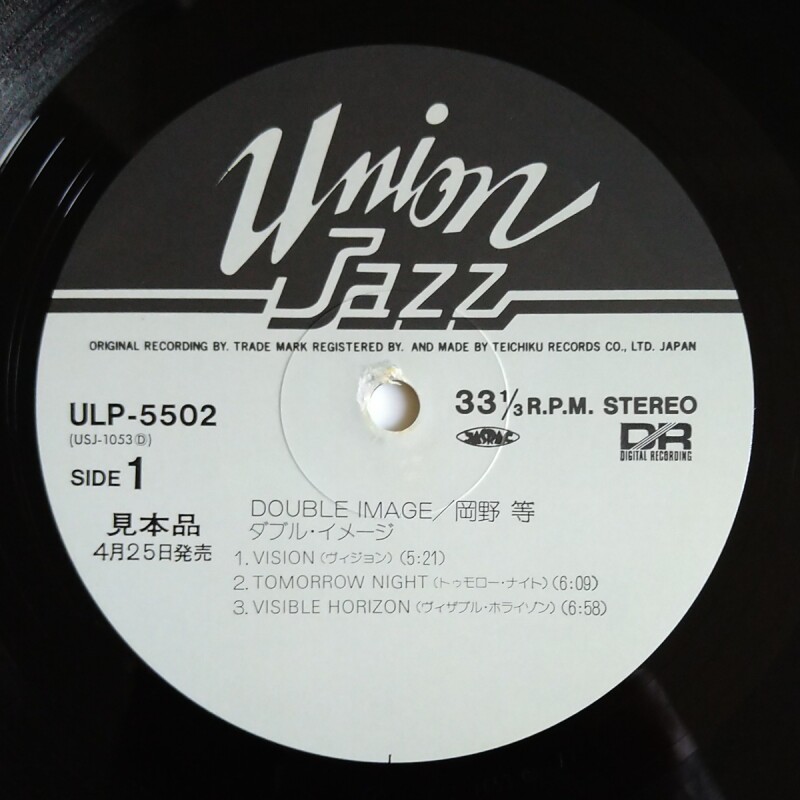 Union
Jazz
ORIGINAL RECORDING BY. TRADE MARK REGISTERED BY. AND MADE BY TEICHIKU RECORDS CO., LTD. JAPAN
ULP-5502
(USJ-1053Ⓓ)
SIDE 1
33⅓ R.P.M. STEREO
JASRAC
DR
DIGITAL RECORDING
見本品
4月25日発売
DOUBLE IMAGE/岡野 等
ダブル・イメージ
1. VISION (ヴィジョン) (5:21)
2. TOMORROW NIGHT (トゥモロー・ナイト) (6:09)
3. VISIBLE HORIZON (ヴィザブル・ホライゾン) (6:58)